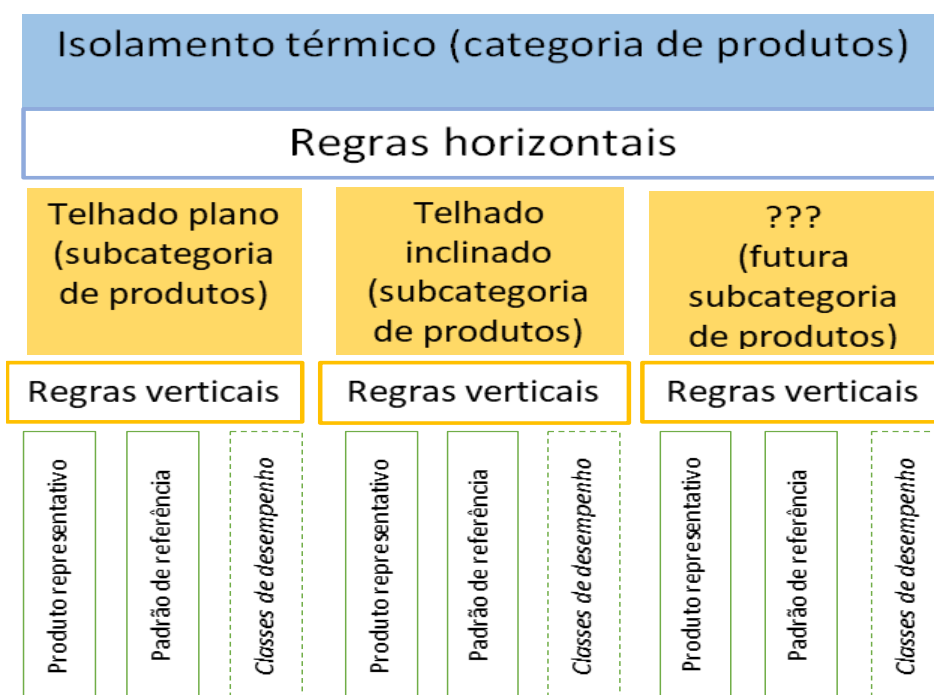 Isolamento térmico (categoria de produtos)
Regras horizontais
Telhado plano
(subcategoria
de produtos)
Telhado
inclinado
(subcategoria
de produtos)
???
(futura
subcategoria
de produtos)
Regras verticais
Regras verticais
Regras verticais
Produto representativo
Padrão de referência
Classes de desempenho
Produto representativo
Padrão de referência
Classes de desempenho
Produto representativo
Padrão de referência
Classes de desempenho